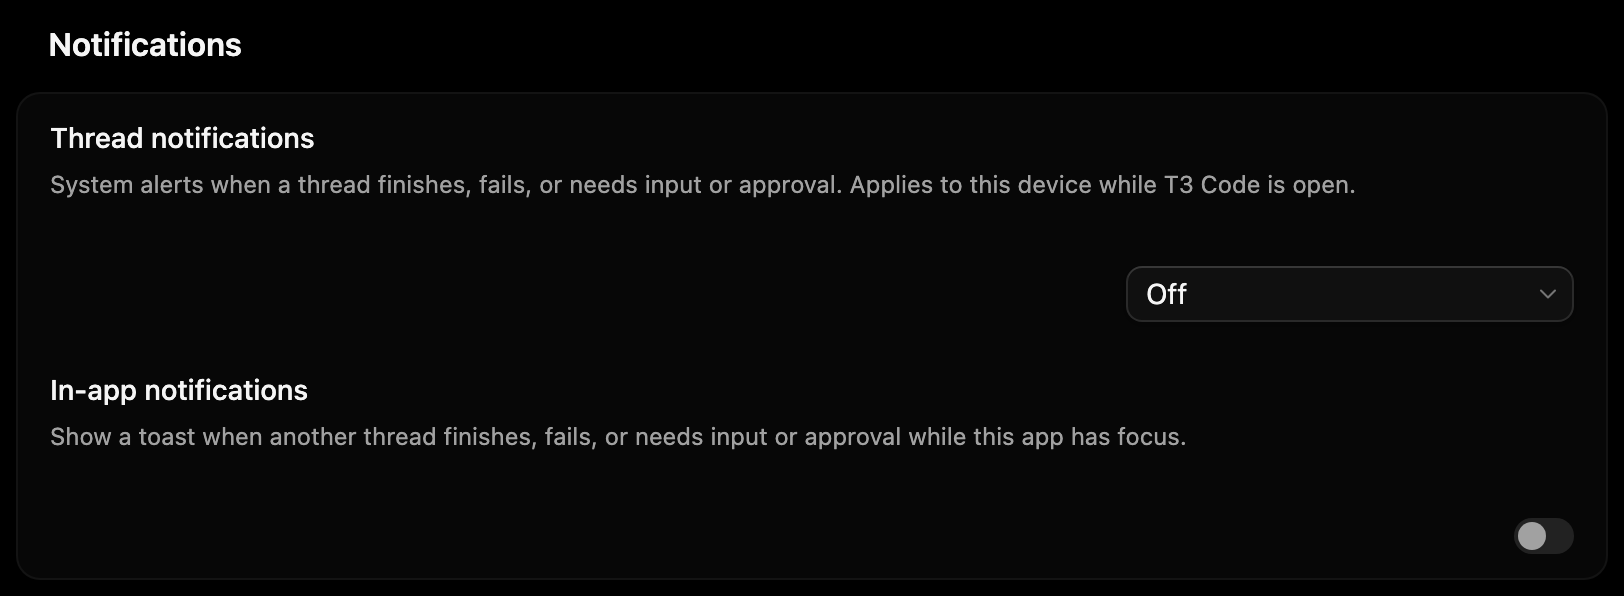 Notifications
Thread notifications
System alerts when a thread finishes, fails, or needs input or approval. Applies to this device while T3 Code is open.
Off
In-app notifications
Show a toast when another thread finishes, fails, or needs input or approval while this app has focus.